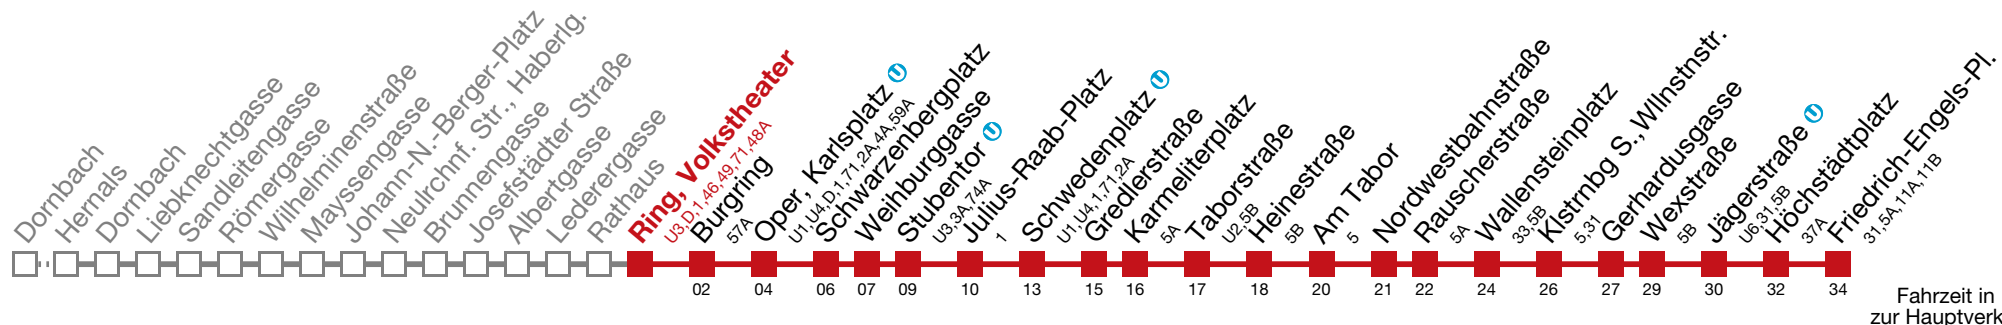 Dornbach
Hernals
Dornbach
Liebknechtgasse
Sandleitengasse
Römergasse
Wilhelminenstraße
Mayssengasse
Johann-N.-Berger-Platz
Neulrchnf. Str., Haberlg.
Brunnengasse
Josefstädter Straße
Albertgasse
Lederergasse
Rathaus
Ring, Volkstheater
U3,D,1,46,49,71,48A
Burgring
57A
Oper, Karlsplatz U
U1,U4,D,1,71,2A,4A,59A
Schwarzenbergplatz
Weihburggasse
Stubentor U
U3,3A,74A
Julius-Raab-Platz
1
Schwedenplatz U
U1,U4,1,71,2A
Gredlerstraße
Karmeliterplatz
5A
Taborstraße
U2,5B
Heinestraße
5B
Am Tabor
5
Nordwestbahnstraße
Rauscherstraße
5A
Wallensteinplatz
33,5B
Klstrnbg S.,Wllnstnstr.
5,31
Gerhardusgasse
Wexstraße
5B
Jägerstraße U
U6,31,5B
Höchstädtplatz
37A
Friedrich-Engels-Pl.
31,5A,11A,11B
02 04 06 07 09 10 13 15 16 17 18 20 21 22 24 26 27 29 30 32 34
Fahrzeit in
zur Hauptverk